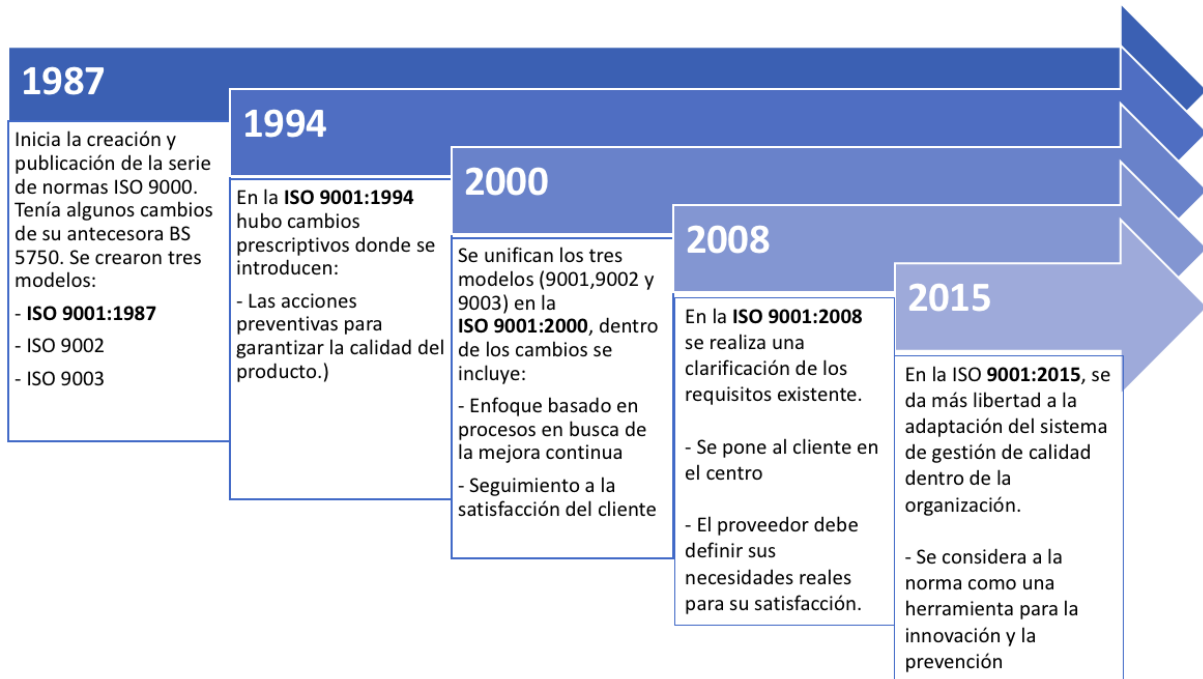 1987
Inicia la creación y
publicación de la serie
de normas ISO 9000.
Tenía algunos cambios
de su antecesora BS
5750. Se crearon tres
modelos:
- ISO 9001:1987
- ISO 9002
- ISO 9003
1994
En la ISO 9001:1994
hubo cambios
prescriptivos donde se
introducen:
- Las acciones
preventivas para
garantizar la calidad del
producto.)
2000
Se unifican los tres
modelos (9001,9002 y
9003) en la
ISO 9001:2000, dentro
de los cambios se
incluye:
- Enfoque basado en
procesos en busca de
la mejora continua
- Seguimiento a la
satisfacción del cliente
2008
En la ISO 9001:2008
se realiza una
clarificación de los
requisitos existente.
- Se pone al cliente en
el centro
- El proveedor debe
definir sus
necesidades reales
para su satisfacción.
2015
En la ISO 9001:2015, se
da más libertad a la
adaptación del sistema
de gestión de calidad
dentro de la
organización.
- Se considera a la
norma como una
herramienta para la
innovación y la
prevención